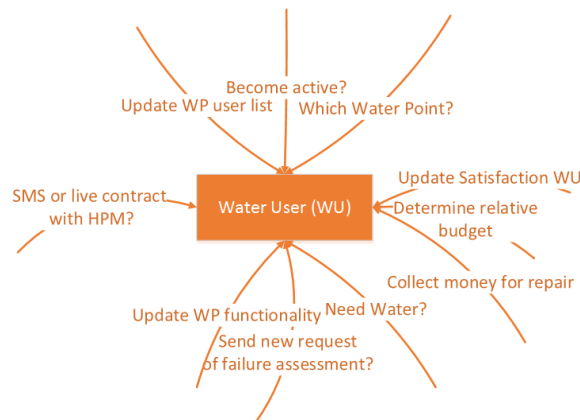 Become active?
Update WP user list
Which Water Point?
SMS or live contract
with HPM?
Water User (WU)
Update Satisfaction WU
Determine relative
budget
Collect money for repair
Update WP functionality
Need Water?
Send new request
of failure assessment?